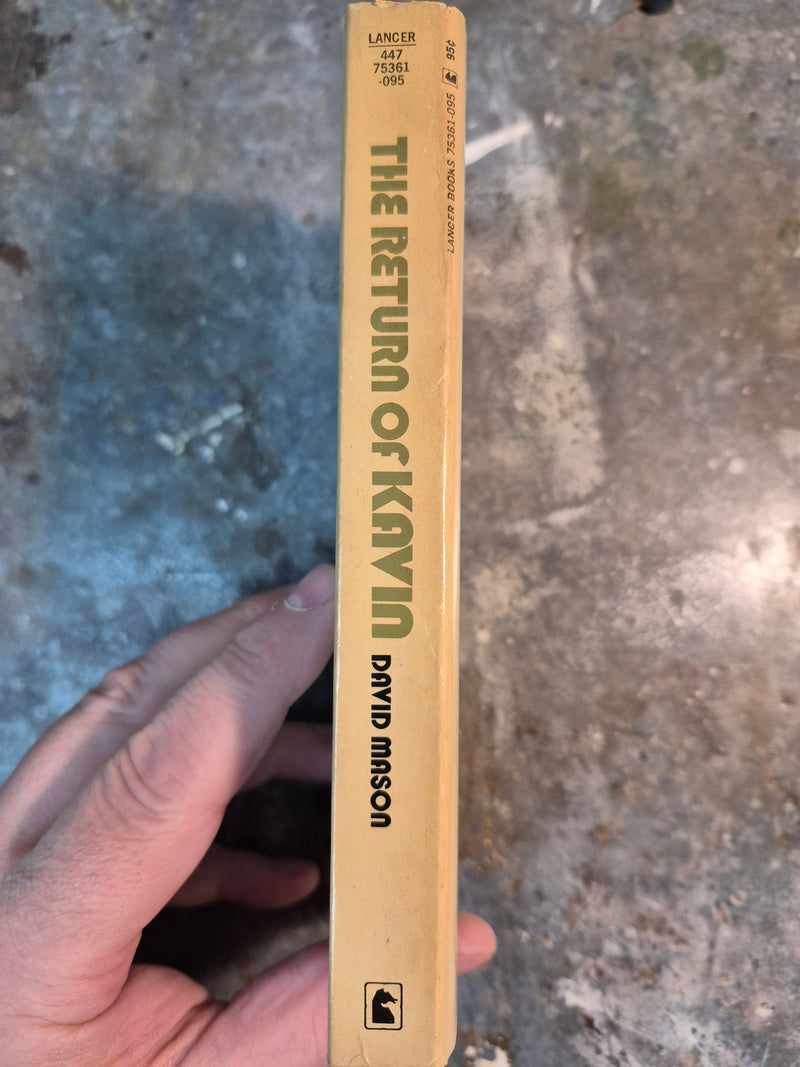 LANCER
447
75361
-095
THE RETURN OF KAVIN
DAVID MASON
LANCER BOOKS 75361-095 95¢